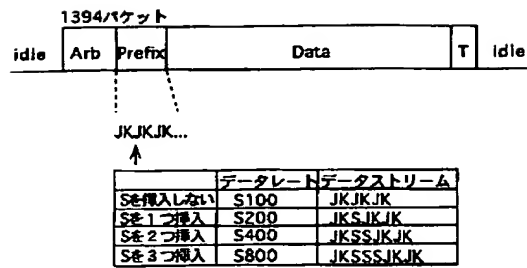 1394パケット
idle Arb Prefix Data T idle
JKJKJK...
データレート データストリーム
Sを挿入しない S100 JKJKJK
Sを1つ挿入 S200 JKSJKJK
Sを2つ挿入 S400 JKSSJKJK
Sを3つ挿入 S800 JKSSSJKJK